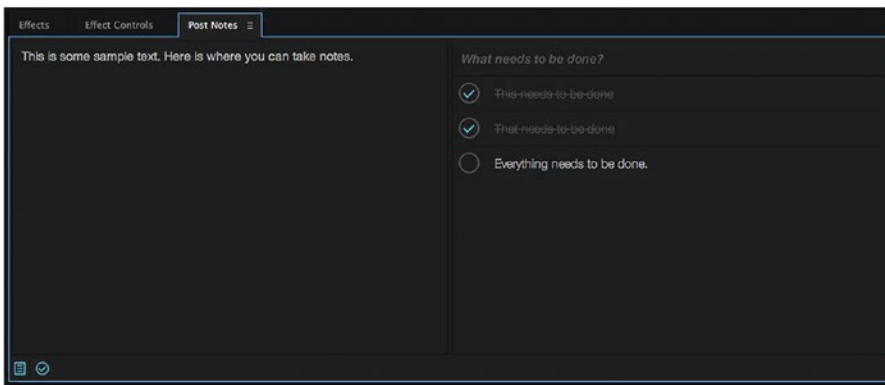 Effects Effect Controls Post Notes
This is some sample text. Here is where you can take notes.
What needs to be done?
This needs to be done
That needs to be done
Everything needs to be done.